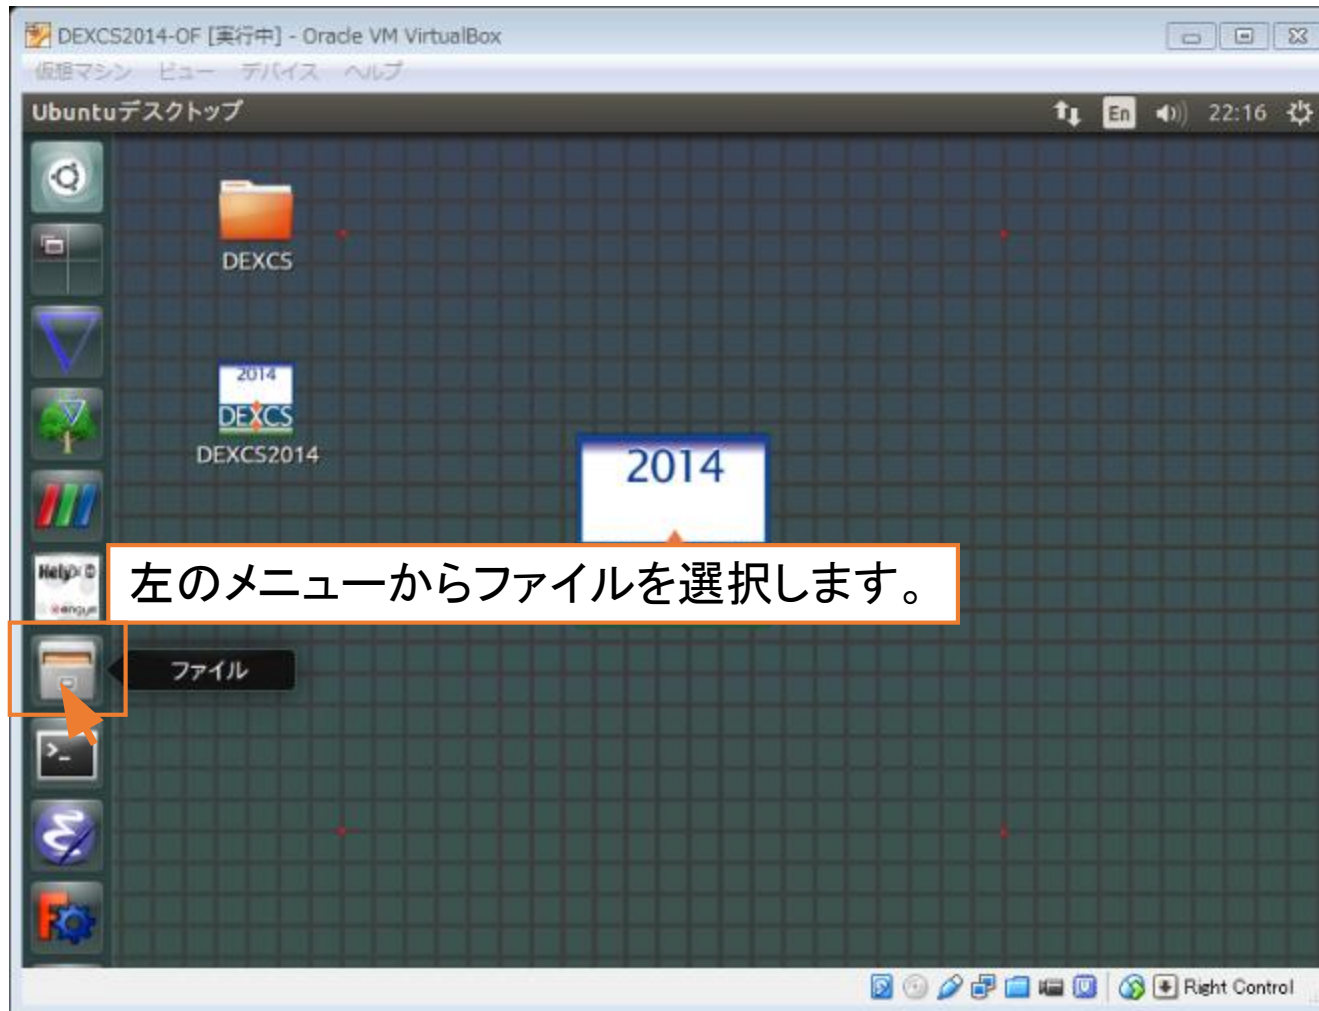 DEXCS2014-OF [実行中] - Oracle VM VirtualBox
仮想マシン ビュー デバイス ヘルプ
Ubuntuデスクトップ
En
22:16
DEXCS
2014
DEXCS
DEXCS2014
2014
左のメニューからファイルを選択します。
ファイル
>_
Right Control